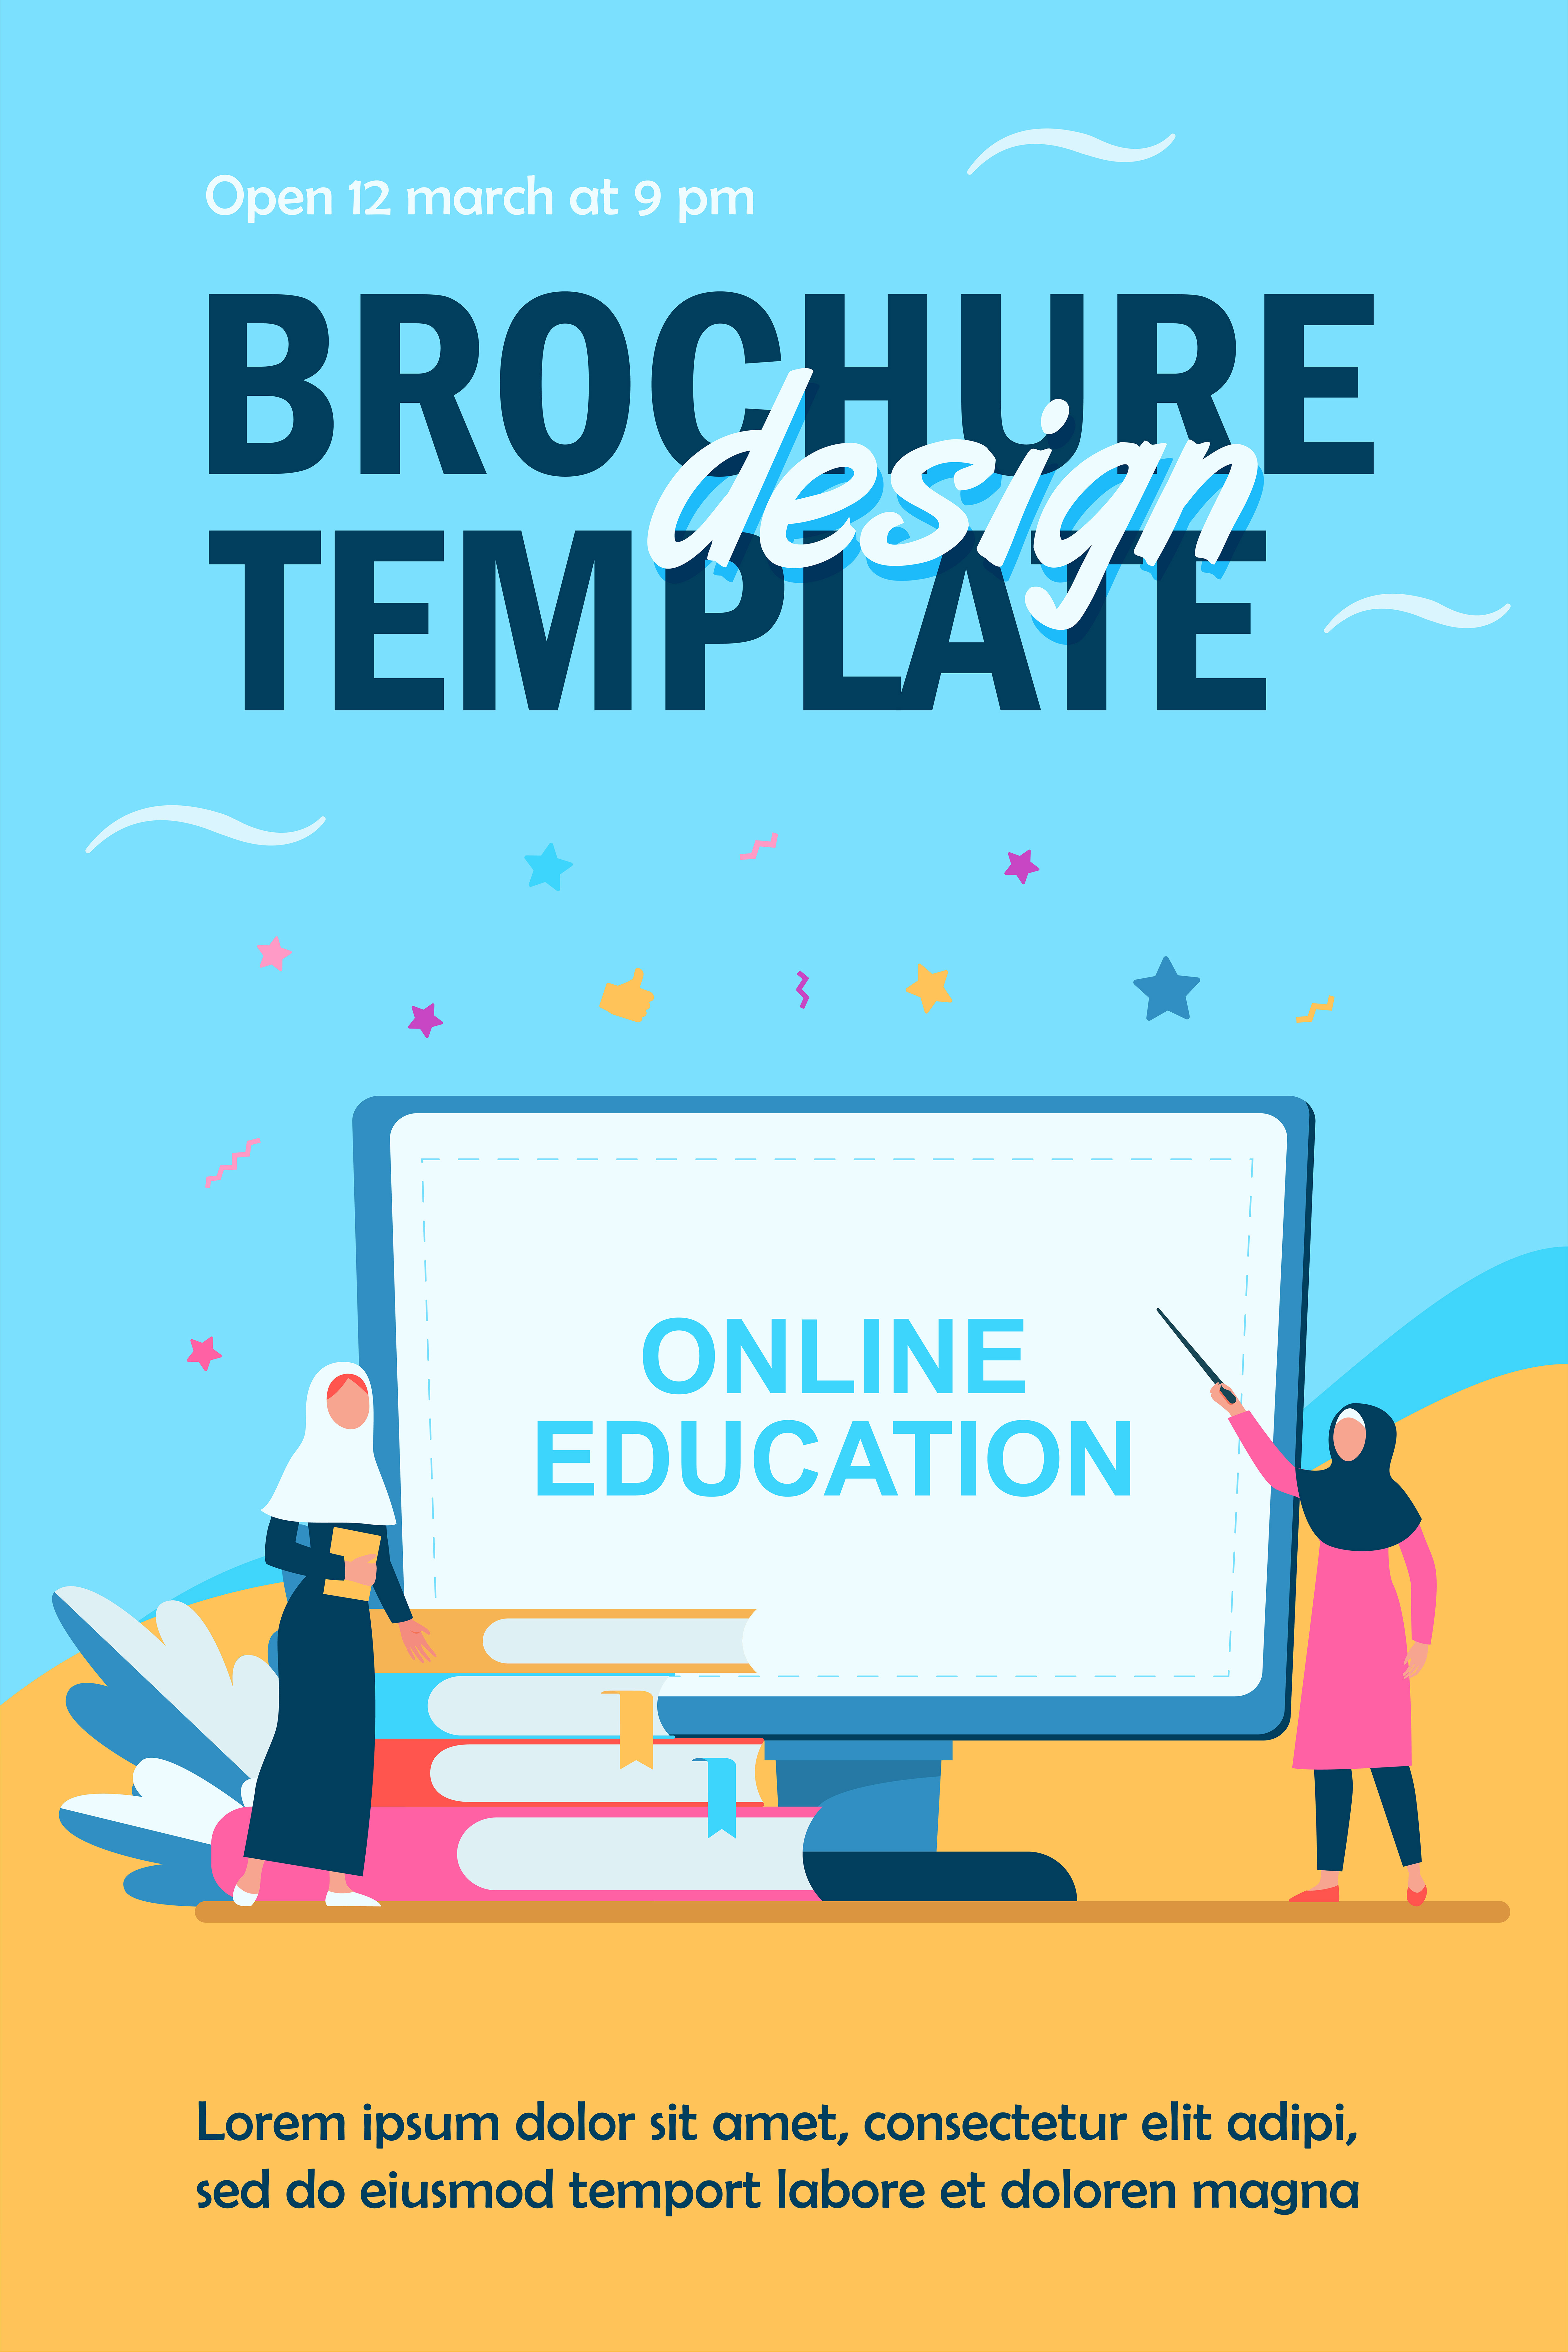 Open 12 march at 9 pm
BROCHURE
design
TEMPLATE
ONLINE
EDUCATION
Lorem ipsum dolor sit amet, consectetur elit adipi,
sed do eiusmod temport labore et doloren magna